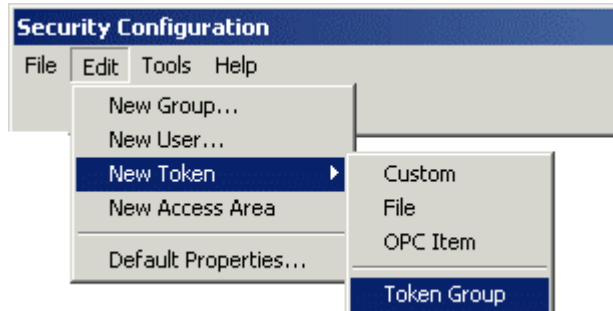 Security Configuration
File Edit Tools Help
New Group...
New User...
New Token
New Access Area
Default Properties...
Custom
File
OPC Item
Token Group